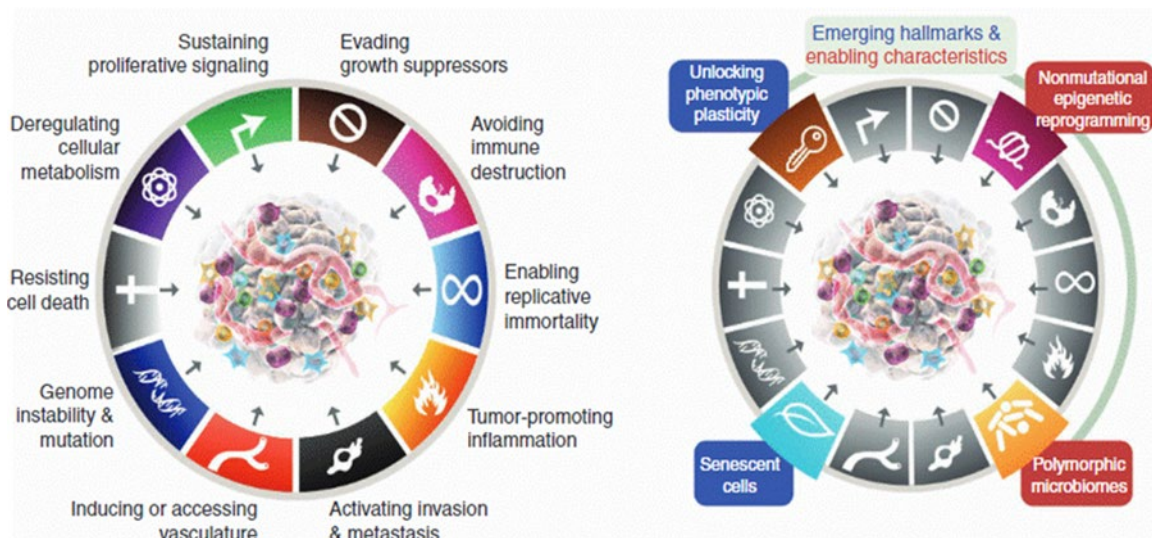 Sustaining
proliferative signaling
Evading
growth suppressors
Deregulating
cellular
metabolism
Avoiding
immune
destruction
Resisting
cell death
Enabling
replicative
immortality
Genome
instability &
mutation
Tumor-promoting
inflammation
Inducing or accessing
vasculature
Activating invasion
& metastasis
Emerging hallmarks &
enabling characteristics
Unlocking
phenotypic
plasticity
Nonmutational
epigenetic
reprogramming
Senescent
cells
Polymorphic
microbiomes